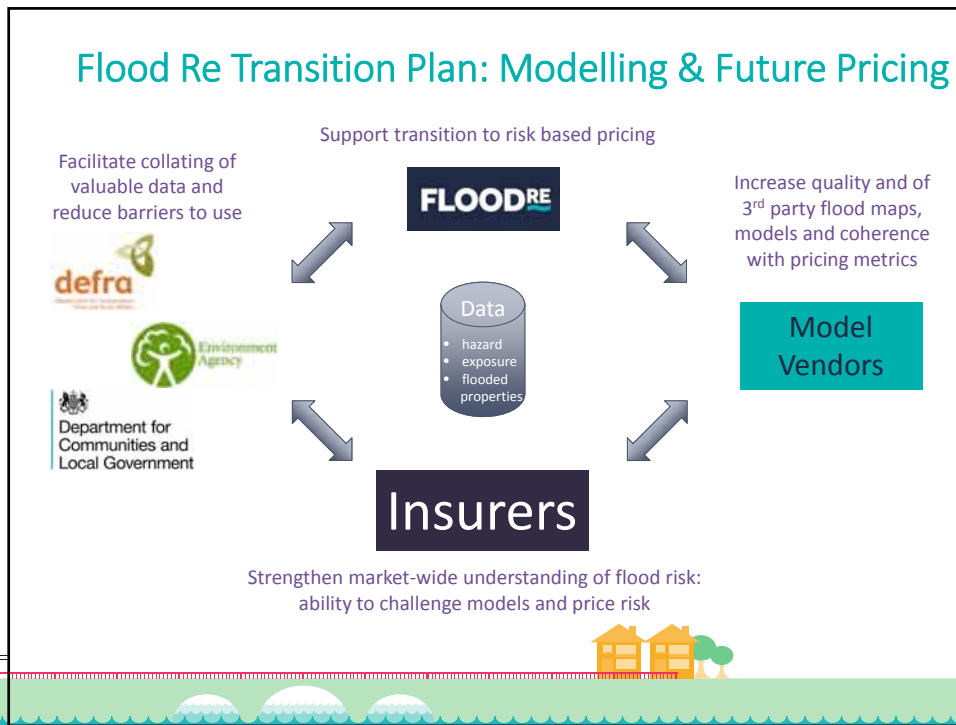 Flood Re Transition Plan: Modelling & Future Pricing
Support transition to risk based pricing
Facilitate collating of
valuable data and
reduce barriers to use
FLOODRE
Increase quality and of
3rd party flood maps,
models and coherence
with pricing metrics
defra
Data
• hazard
• exposure
• flooded
properties
Environment
Agency
Model
Vendors
Department for
Communities and
Local Government
Insurers
Strengthen market-wide understanding of flood risk:
ability to challenge models and price risk